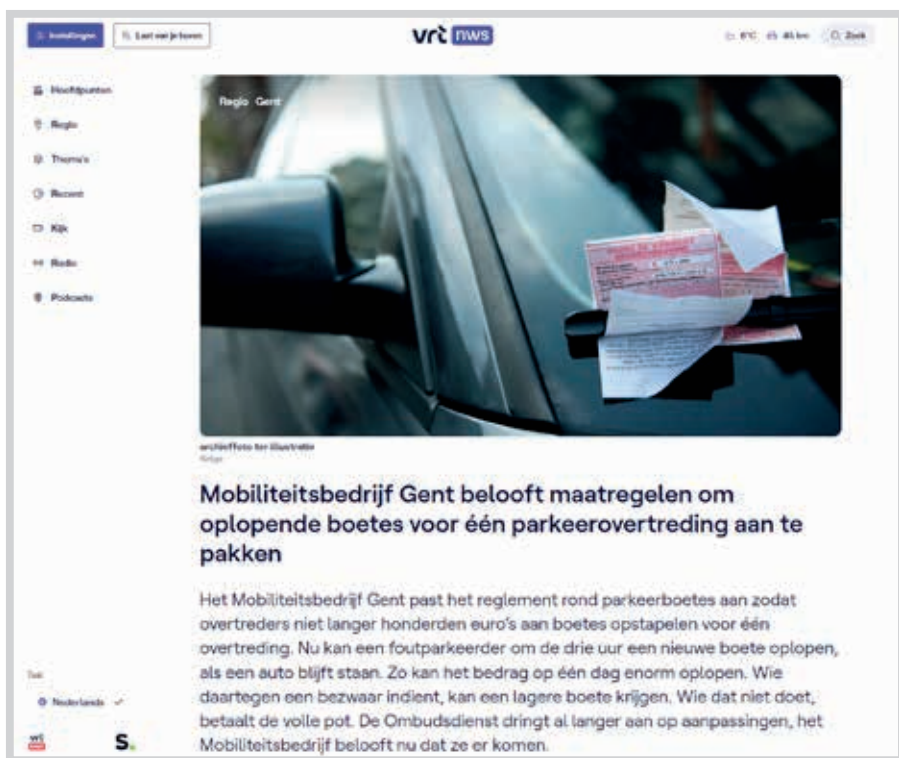 Instellingen
Laat van je horen
vrt nws
8°C
Zoek
Hoofdpunten
Regio
Thema's
Recent
Kijk
Radio
Podcasts
Regio Gent
archieffoto ter illustratie
Mobiliteitsbedrijf Gent belooft maatregelen om
oplopende boetes voor één parkeerovertreding aan te
pakken
Het Mobiliteitsbedrijf Gent past het reglement rond parkeerboetes aan zodat
overtreders niet langer honderden euro's aan boetes opstapelen voor één
overtreding. Nu kan een foutparkeerder om de drie uur een nieuwe boete oplopen,
als een auto blijft staan. Zo kan het bedrag op één dag enorm oplopen. Wie
daartegen een bezwaar indient, kan een lagere boete krijgen. Wie dat niet doet,
betaalt de volle pot. De Ombudsdienst dringt al langer aan op aanpassingen, het
Mobiliteitsbedrijf belooft nu dat ze er komen.
Taal
Nederlands
S.